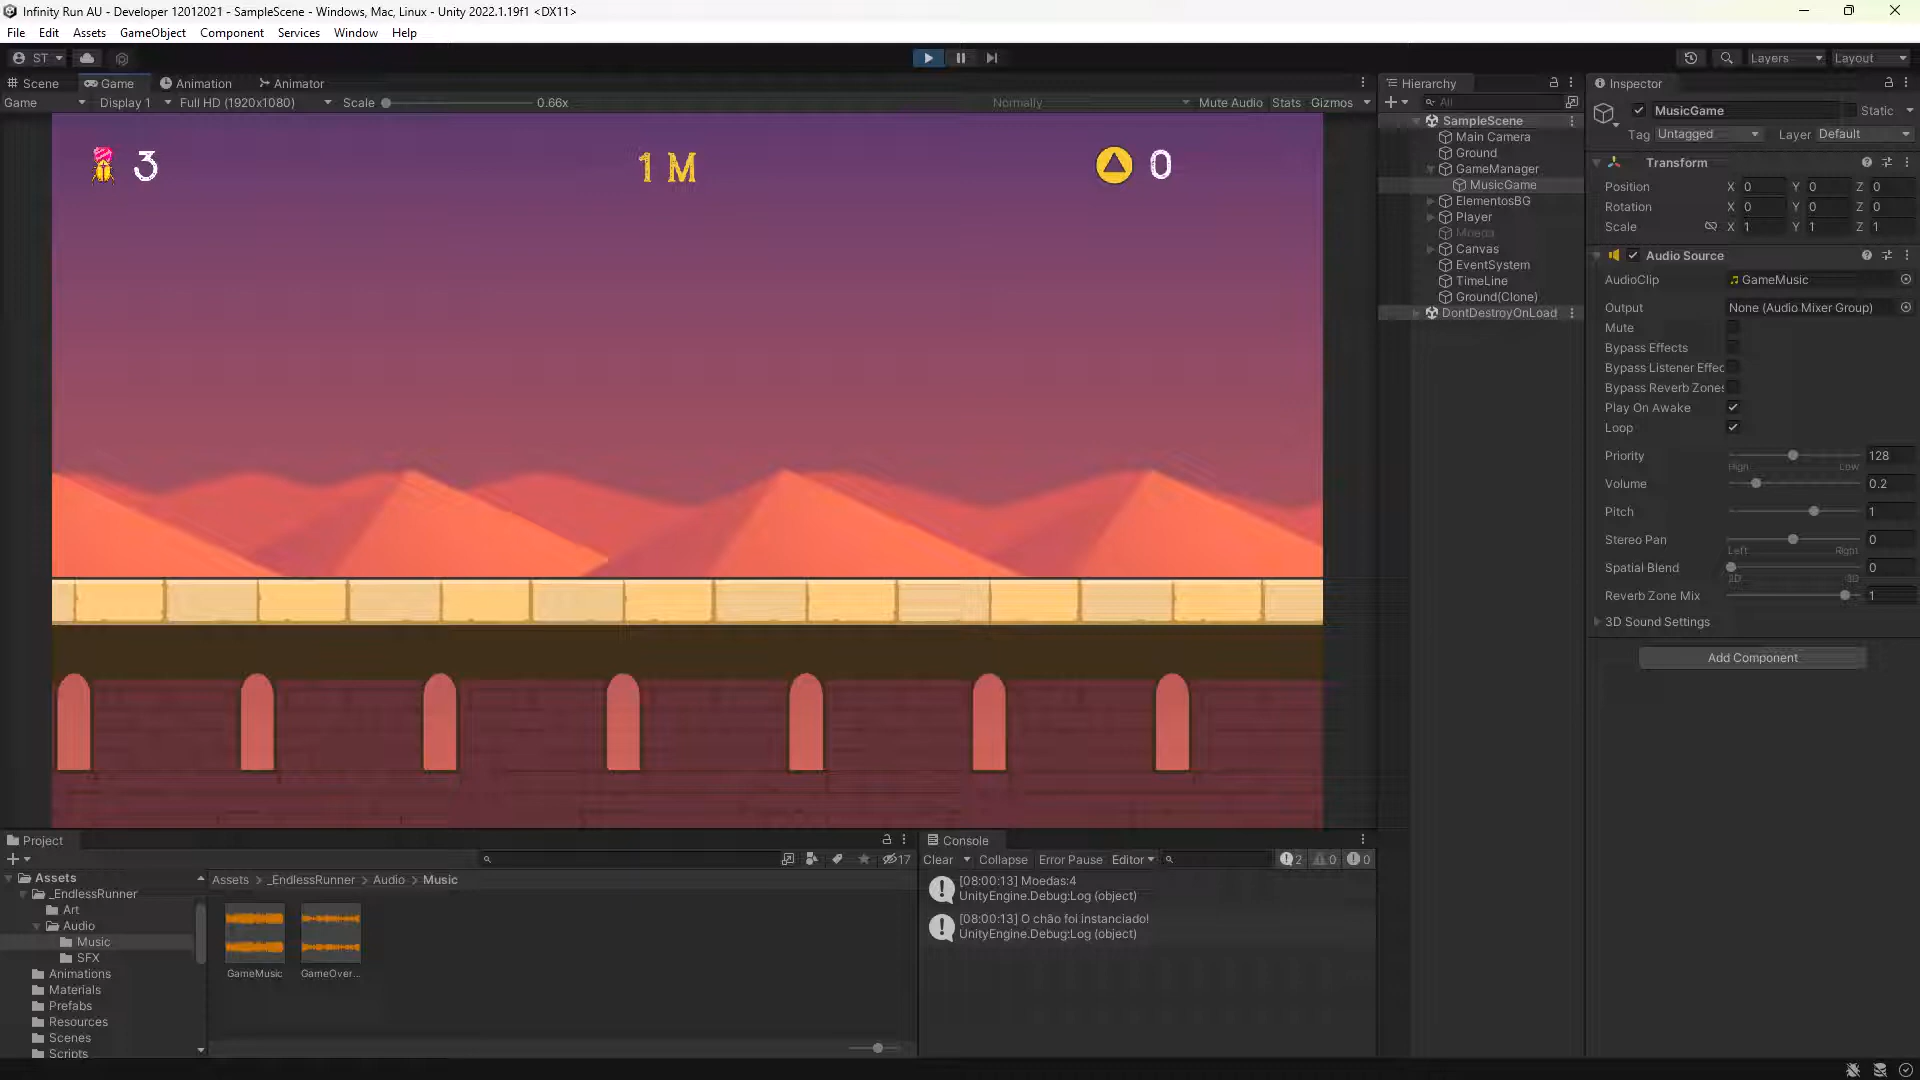 Infinity Run AU - Developer 12012021 - SampleScene - Windows, Mac, Linux - Unity 2022.1.19f1 <DX11>
File Edit Assets GameObject Component Services Window Help
ST Layers Layout
Scene Game Animation Animator
Game Display 1 Full HD (1920x1080) Scale 0.66x Normally Mute Audio Stats Gizmos
3 1 M 0
Hierarchy
All
SampleScene
Main Camera
Ground
GameManager
MusicGame
ElementosBG
Player
Moeda
Canvas
EventSystem
TimeLine
Ground(Clone)
DontDestroyOnLoad
Inspector
MusicGame Static
Tag Untagged Layer Default
Transform
Position X 0 Y 0 Z 0
Rotation X 0 Y 0 Z 0
Scale X 1 Y 1 Z 1
Audio Source
AudioClip GameMusic
Output None (Audio Mixer Group)
Mute
Bypass Effects
Bypass Listener Effec
Bypass Reverb Zones
Play On Awake
Loop
Priority 128
High Low
Volume 0.2
Pitch 1
Stereo Pan 0
Left Right
Spatial Blend 0
2D 3D
Reverb Zone Mix 1
3D Sound Settings
Add Component
Project
17
Assets
_EndlessRunner
Art
Audio
Music
SFX
Animations
Materials
Prefabs
Resources
Scenes
Scripts
Assets > _EndlessRunner > Audio > Music
GameMusic GameOver...
Console
Clear Collapse Error Pause Editor 2 0 0
[08:00:13] Moedas:4
UnityEngine.Debug:Log (object)
[08:00:13] O chão foi instanciado!
UnityEngine.Debug:Log (object)